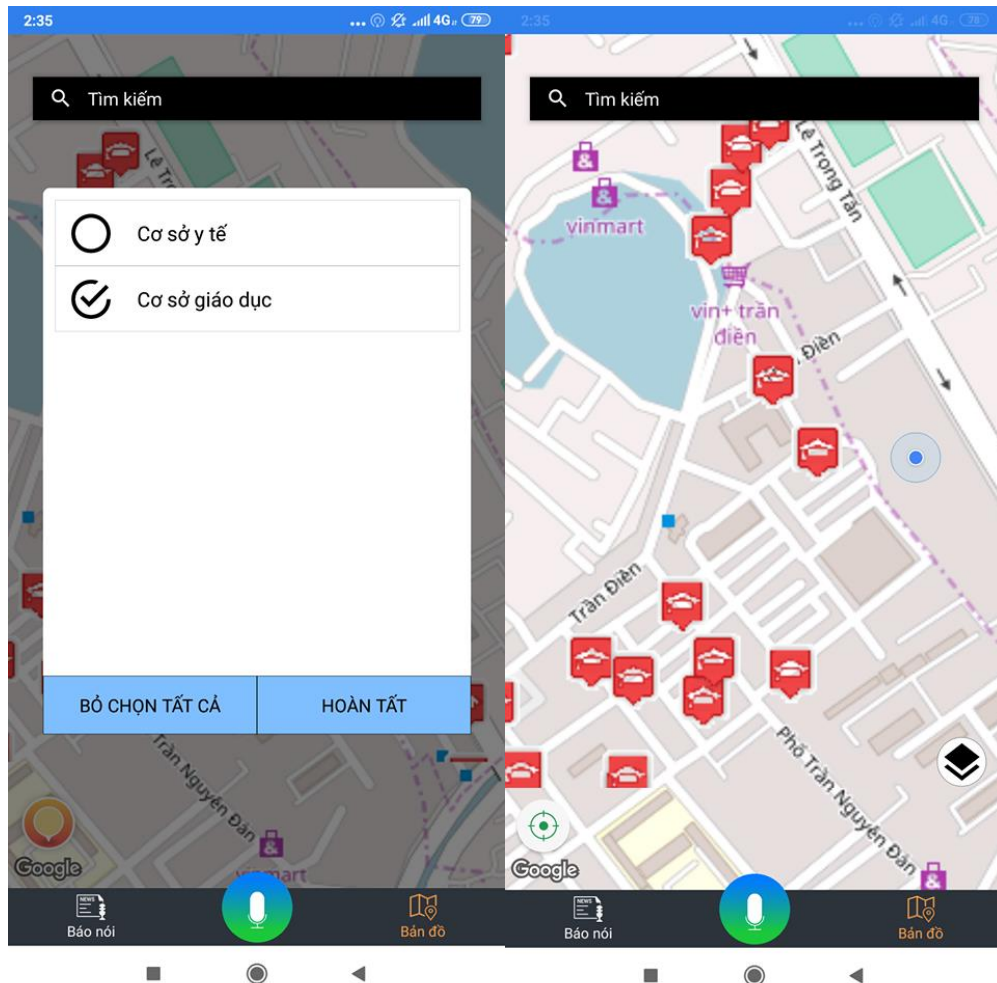 2:35
4G
79
Tìm kiếm
Lê Tr
Cơ sở y tế
Cơ sở giáo dục
BỎ CHỌN TẤT CẢ
HOÀN TẤT
Trần Nguyên Đán
Google
Báo nói
Bản đồ
2:35
4G
78
Tìm kiếm
Lê Trọng Tấn
&
&
vinmart
vin+ trần
điền
Điền
Trần Điền
Phố Trần Nguyên Đán
Google
NEWS
Báo nói
Bản đồ